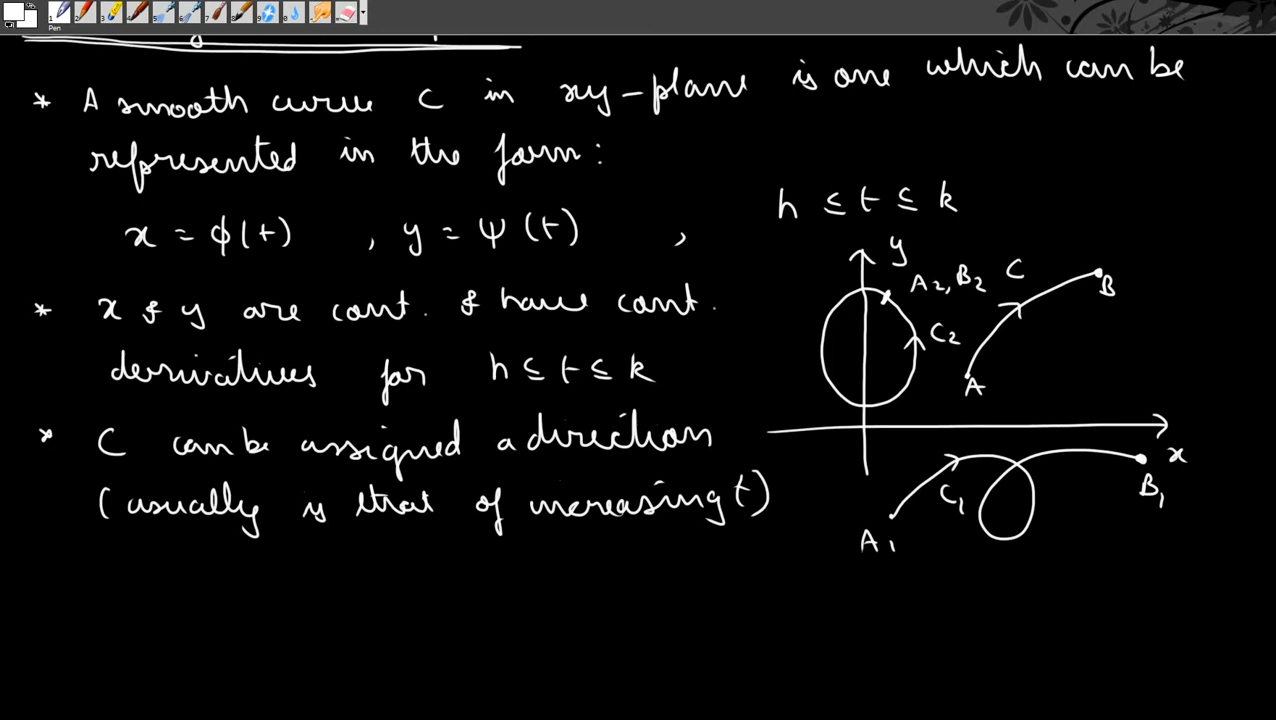 Pen
* A smooth curve C in xy-plane is one which can be
represented in the form:
x = φ(t) , y = ψ(t) , h ≤ t ≤ k
* x & y are cont. & have cont.
derivatives for h ≤ t ≤ k
* C can be assigned a direction
(usually is that of increasing t)
y
A2, B2
C
B
C2
A
x
C1
B1
A1